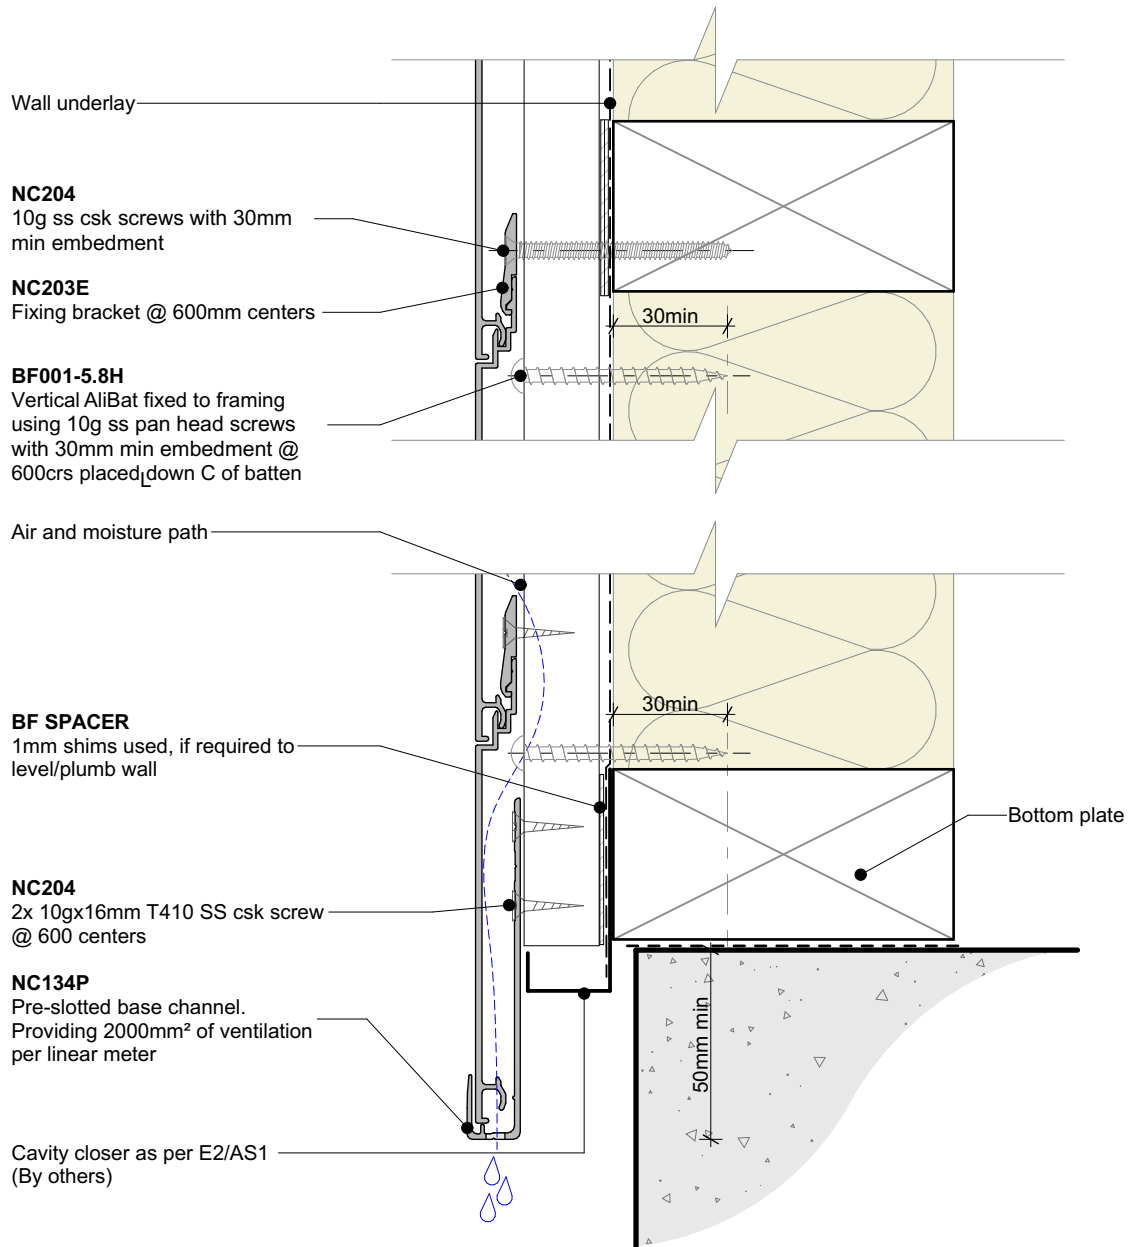 Wall underlay
NC204
10g ss csk screws with 30mm
min embedment
NC203E
Fixing bracket @ 600mm centers
30min
BF001-5.8H
Vertical AliBat fixed to framing
using 10g ss pan head screws
with 30mm min embedment @
600crs placed down C of batten
L
Air and moisture path
30min
BF SPACER
1mm shims used, if required to
level/plumb wall
Bottom plate
NC204
2x 10gx16mm T410 SS csk screw
@ 600 centers
NC134P
Pre-slotted base channel.
Providing 2000mm² of ventilation
per linear meter
50mm min
Cavity closer as per E2/AS1
(By others)